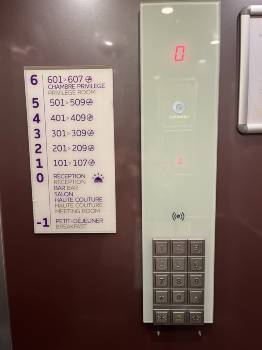 6 601>607
CHAMBRE PRIVILEGE
PRIVILEGE ROOM
5 501>509
4 401>409
3 301>309
2 201>209
1 101>107
0 RÉCEPTION
RECEPTION
BAR BAR
SALON
HAUTE COUTURE
HAUTE COUTURE
MEETING ROOM
-1 PETIT-DEJEUNER
BREAKFAST
0